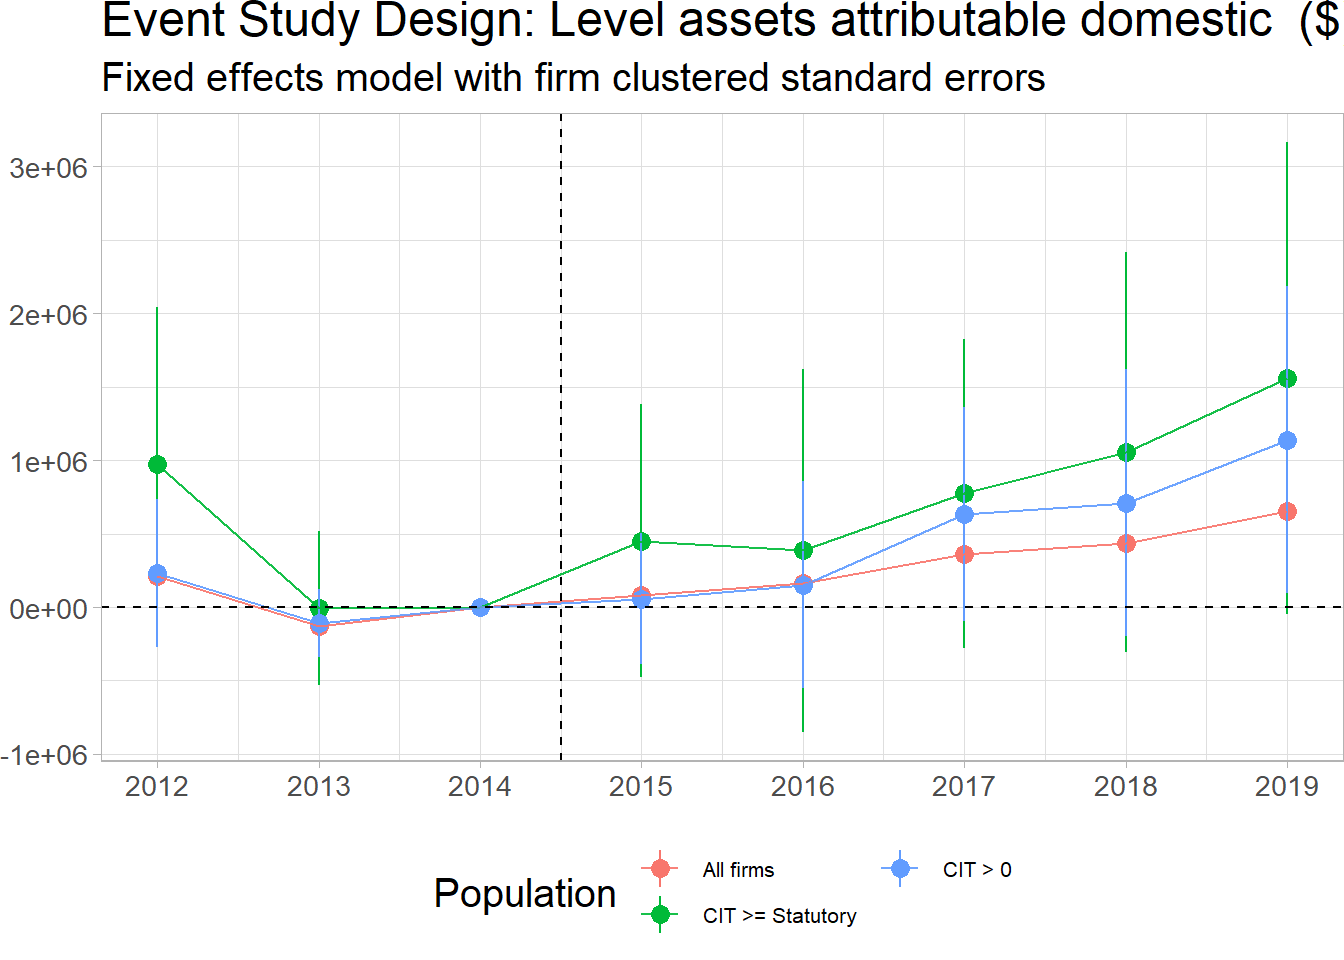 Event Study Design: Level assets attributable domestic ($
Fixed effects model with firm clustered standard errors
3e+06
2e+06
1e+06
0e+00
-1e+06
2012 2013 2014 2015 2016 2017 2018 2019
Population
All firms
CIT >= Statutory
CIT > 0